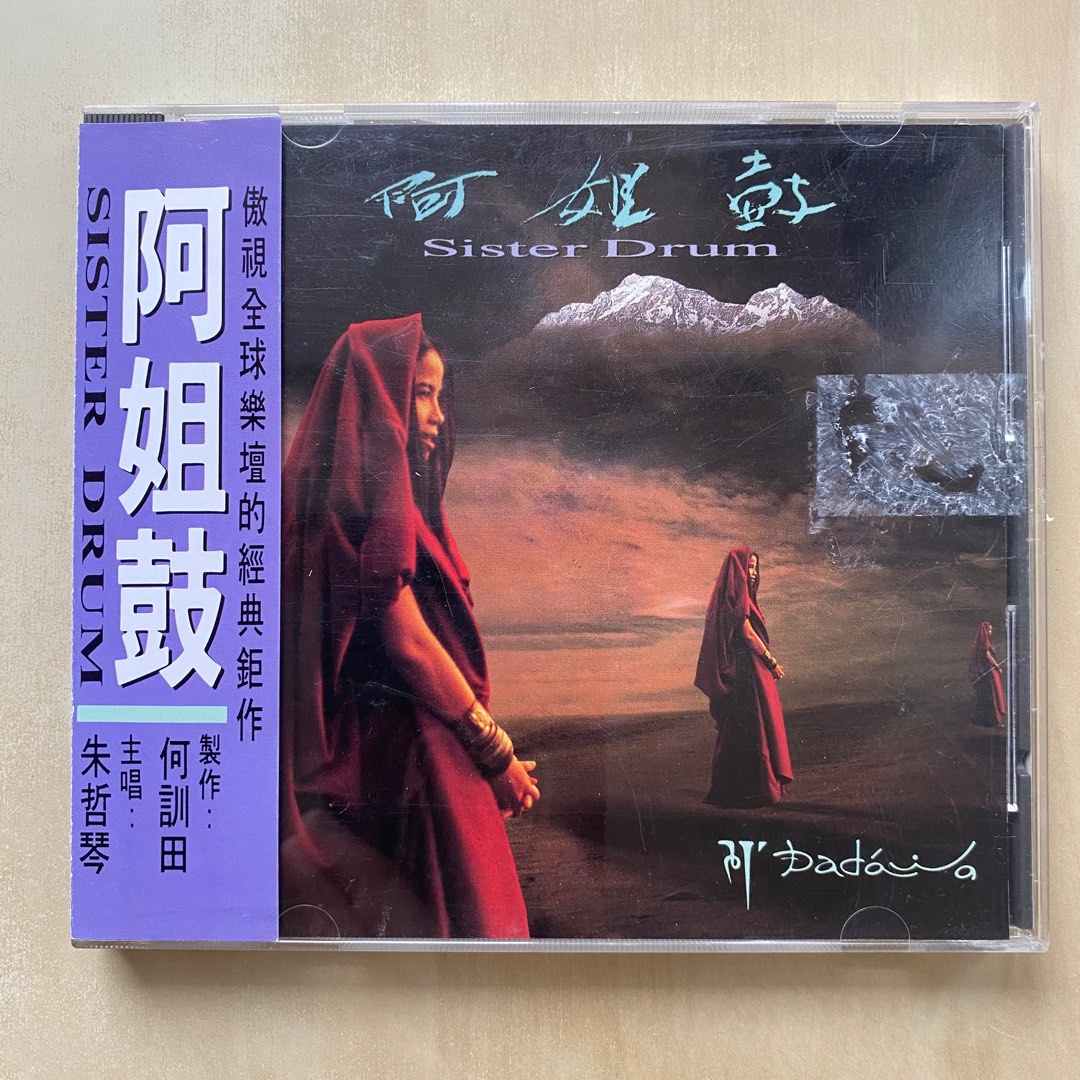 傲視全球樂壇的經典鉅作
阿姐鼓
SISTER DRUM
製作：
何訓田
主唱：
朱哲琴
阿姐鼓
Sister Drum
Dadáwa